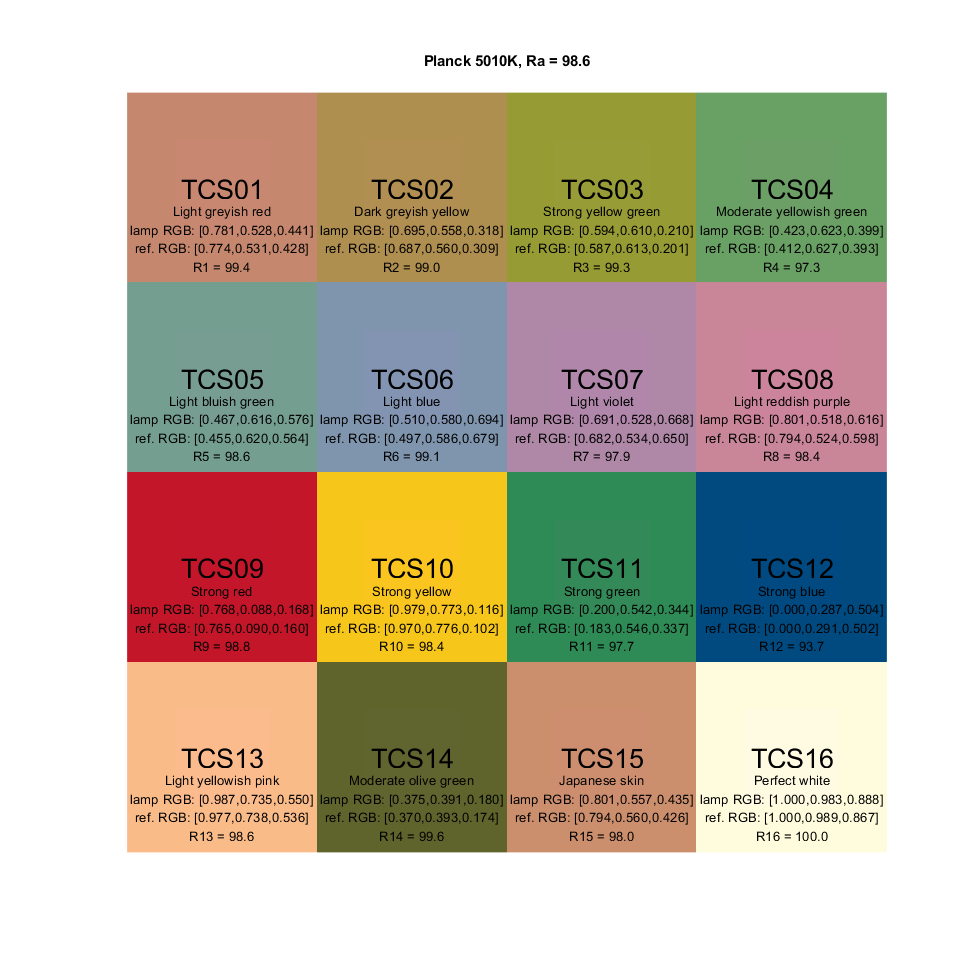 Planck 5010K, Ra = 98.6
TCS01
Light greyish red
lamp RGB: [0.781,0.528,0.441]
ref. RGB: [0.774,0.531,0.428]
R1 = 99.4
TCS02
Dark greyish yellow
lamp RGB: [0.695,0.558,0.318]
ref. RGB: [0.687,0.560,0.309]
R2 = 99.0
TCS03
Strong yellow green
lamp RGB: [0.594,0.610,0.210]
ref. RGB: [0.587,0.613,0.201]
R3 = 99.3
TCS04
Moderate yellowish green
lamp RGB: [0.423,0.623,0.399]
ref. RGB: [0.412,0.627,0.393]
R4 = 97.3
TCS05
Light bluish green
lamp RGB: [0.467,0.616,0.576]
ref. RGB: [0.455,0.620,0.564]
R5 = 98.6
TCS06
Light blue
lamp RGB: [0.510,0.580,0.694]
ref. RGB: [0.497,0.586,0.679]
R6 = 99.1
TCS07
Light violet
lamp RGB: [0.691,0.528,0.668]
ref. RGB: [0.682,0.534,0.650]
R7 = 97.9
TCS08
Light reddish purple
lamp RGB: [0.801,0.518,0.616]
ref. RGB: [0.794,0.524,0.598]
R8 = 98.4
TCS09
Strong red
lamp RGB: [0.768,0.088,0.168]
ref. RGB: [0.765,0.090,0.160]
R9 = 98.8
TCS10
Strong yellow
lamp RGB: [0.979,0.773,0.116]
ref. RGB: [0.970,0.776,0.102]
R10 = 98.4
TCS11
Strong green
lamp RGB: [0.200,0.542,0.344]
ref. RGB: [0.183,0.546,0.337]
R11 = 97.7
TCS12
Strong blue
lamp RGB: [0.000,0.287,0.504]
ref. RGB: [0.000,0.291,0.502]
R12 = 93.7
TCS13
Light yellowish pink
lamp RGB: [0.987,0.735,0.550]
ref. RGB: [0.977,0.738,0.536]
R13 = 98.6
TCS14
Moderate olive green
lamp RGB: [0.375,0.391,0.180]
ref. RGB: [0.370,0.393,0.174]
R14 = 99.6
TCS15
Japanese skin
lamp RGB: [0.801,0.557,0.435]
ref. RGB: [0.794,0.560,0.426]
R15 = 98.0
TCS16
Perfect white
lamp RGB: [1.000,0.983,0.888]
ref. RGB: [1.000,0.989,0.867]
R16 = 100.0